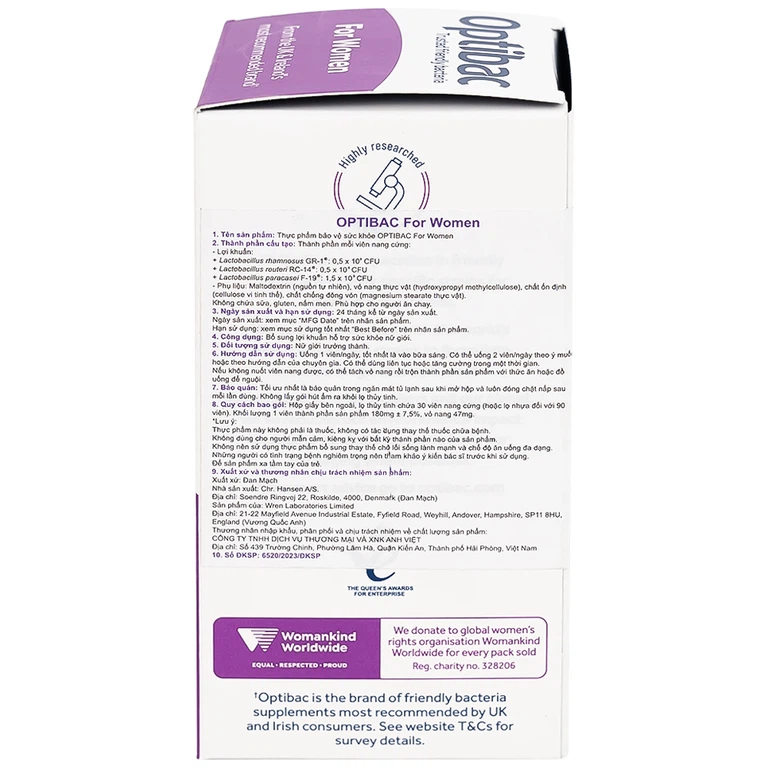 Optibac
Trusted friendly bacteria
For Women
From the UK & Ireland's
most recommended brand†
Highly researched
OPTIBAC For Women
1. Tên sản phẩm: Thực phẩm bảo vệ sức khỏe OPTIBAC For Women
2. Thành phần cấu tạo: Thành phần mỗi viên nang cứng:
- Lợi khuẩn:
+ Lactobacillus rhamnosus GR-1®: 0,5 x 10⁹ CFU
+ Lactobacillus routeri RC-14®: 0,5 x 10⁹ CFU
+ Lactobacillus paracasei F-19®: 1,5 x 10⁹ CFU
- Phụ liệu: Maltodextrin (nguồn tự nhiên), vỏ nang thực vật (hydroxypropyl methylcellulose), chất ổn định
(cellulose vi tinh thể), chất chống đông vón (magnesium stearate thực vật).
Không chứa sữa, gluten, nấm men. Phù hợp cho người ăn chay.
3. Ngày sản xuất và hạn sử dụng: 24 tháng kể từ ngày sản xuất.
Ngày sản xuất: xem mục "MFG Date" trên nhãn sản phẩm.
Hạn sử dụng: xem mục sử dụng tốt nhất "Best Before" trên nhãn sản phẩm.
4. Công dụng: Bổ sung lợi khuẩn hỗ trợ sức khỏe nữ giới.
5. Đối tượng sử dụng: Nữ giới trưởng thành.
6. Hướng dẫn sử dụng: Uống 1 viên/ngày, tốt nhất là vào bữa sáng. Có thể uống 2 viên/ngày theo ý muốn
hoặc theo hướng dẫn của chuyên gia. Có thể dùng liên tục hoặc tăng cường trong một thời gian.
Nếu không nuốt viên nang được, có thể tách vỏ nang rồi trộn thành phần sản phẩm với thức ăn hoặc đồ
uống để nguội.
7. Bảo quản: Tối ưu nhất là bảo quản trong ngăn mát tủ lạnh sau khi mở hộp và luôn đóng chặt nắp sau
mỗi lần dùng. Không lấy gói hút ẩm ra khỏi lọ thủy tinh.
8. Quy cách bao gói: Hộp giấy bên ngoài, lọ thủy tinh chứa 30 viên nang cứng (hoặc lọ nhựa đối với 90
viên). Khối lượng 1 viên thành phần sản phẩm 180mg ± 7,5%, vỏ nang 47mg.
*Lưu ý:
Thực phẩm này không phải là thuốc, không có tác dụng thay thế thuốc chữa bệnh.
Không dùng cho người mẫn cảm, kiêng kỵ với bất kỳ thành phần nào của sản phẩm.
Không nên sử dụng thực phẩm bổ sung thay thế cho lối sống lành mạnh và chế độ ăn uống đa dạng.
Những người có tình trạng bệnh nghiêm trọng nên tham khảo ý kiến bác sĩ trước khi sử dụng.
Để sản phẩm xa tầm tay của trẻ.
9. Xuất xứ và thương nhân chịu trách nhiệm sản phẩm:
Xuất xứ: Đan Mạch
Nhà sản xuất: Chr. Hansen A/S.
Địa chỉ: Soendre Ringvej 22, Roskilde, 4000, Denmark (Đan Mạch)
Sản phẩm của: Wren Laboratories Limited
Địa chỉ: 21-22 Mayfield Avenue Industrial Estate, Fyfield Road, Weyhill, Andover, Hampshire, SP11 8HU,
England (Vương Quốc Anh)
Thương nhân nhập khẩu, phân phối và chịu trách nhiệm về chất lượng sản phẩm:
CÔNG TY TNHH DỊCH VỤ THƯƠNG MẠI VÀ XNK ANH VIỆT
Địa chỉ: Số 439 Trường Chinh, Phường Lãm Hà, Quận Kiến An, Thành phố Hải Phòng, Việt Nam
10. Số ĐKSP: 6520/2023/ĐKSP
THE QUEEN'S AWARDS
FOR ENTERPRISE
Womankind
Worldwide
EQUAL • RESPECTED • PROUD
We donate to global women's
rights organisation Womankind
Worldwide for every pack sold
Reg. charity no. 328206
†Optibac is the brand of friendly bacteria
supplements most recommended by UK
and Irish consumers. See website T&Cs for
survey details.